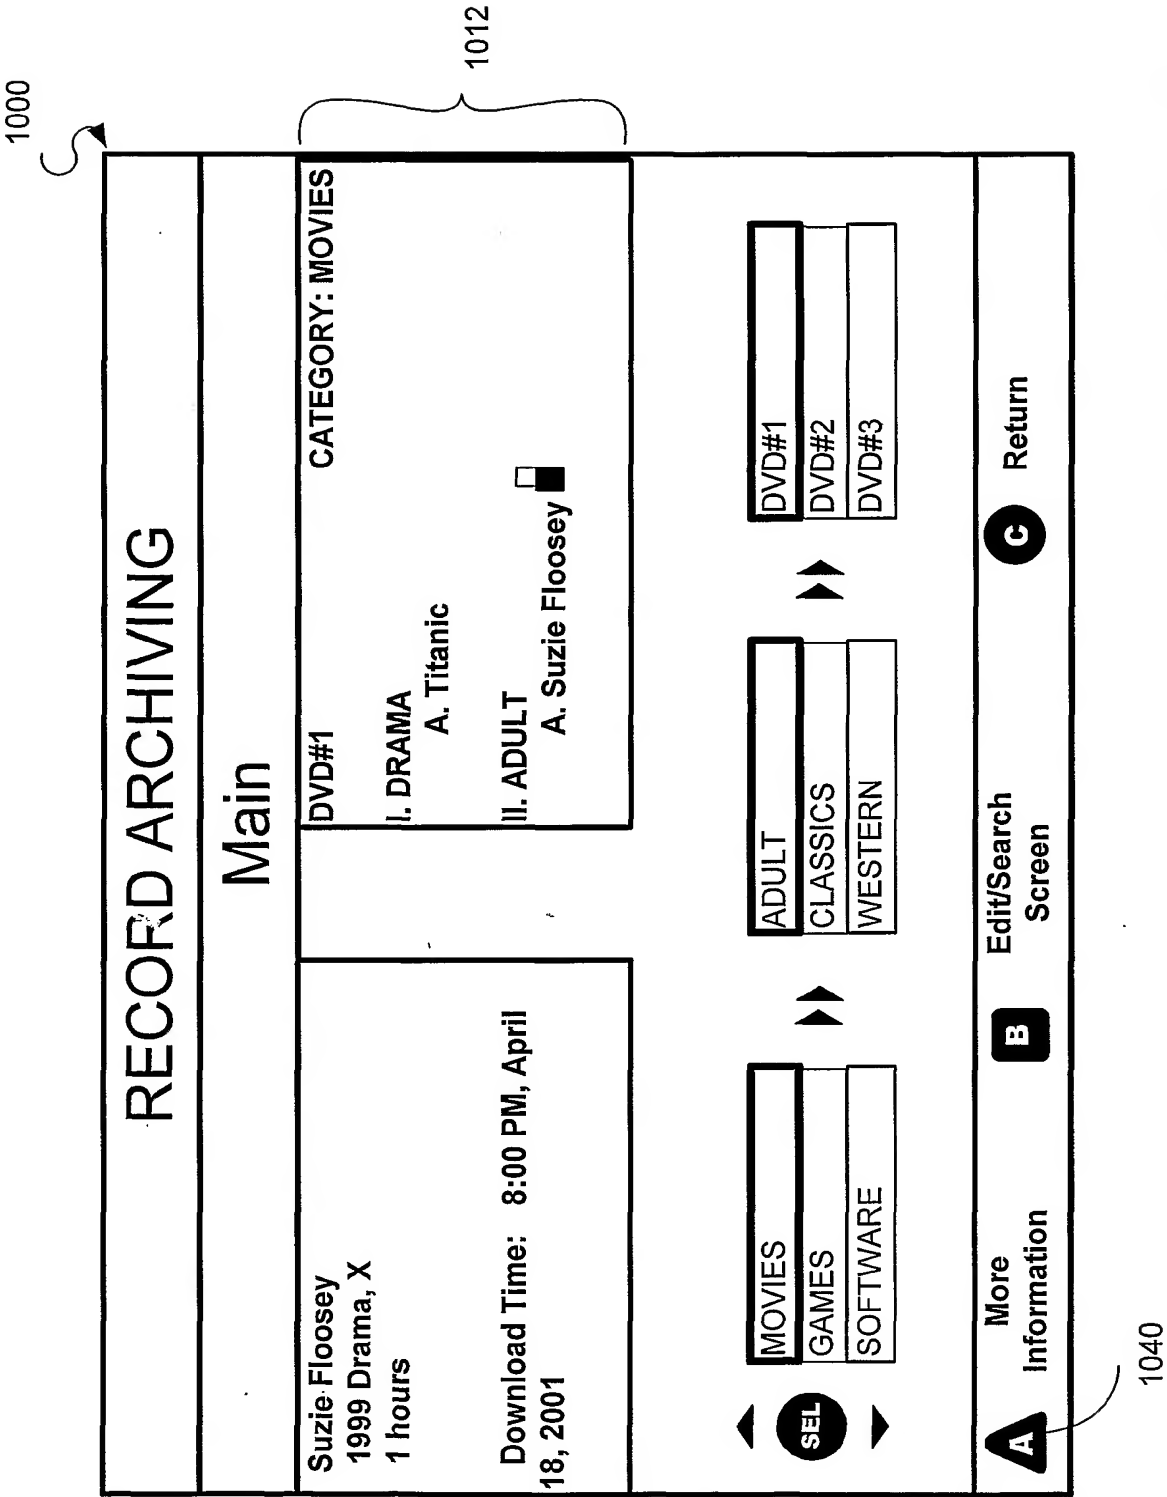 1000
RECORD ARCHIVING
Main
Suzie Floosey
1999 Drama, X
1 hours
Download Time: 8:00 PM, April
18, 2001
DVD#1
CATEGORY: MOVIES
I. DRAMA
A. Titanic
II. ADULT
A. Suzie Floosey
1012
SEL
MOVIES
GAMES
SOFTWARE
ADULT
CLASSICS
WESTERN
DVD#1
DVD#2
DVD#3
A
More
Information
B
Edit/Search
Screen
C
Return
1040